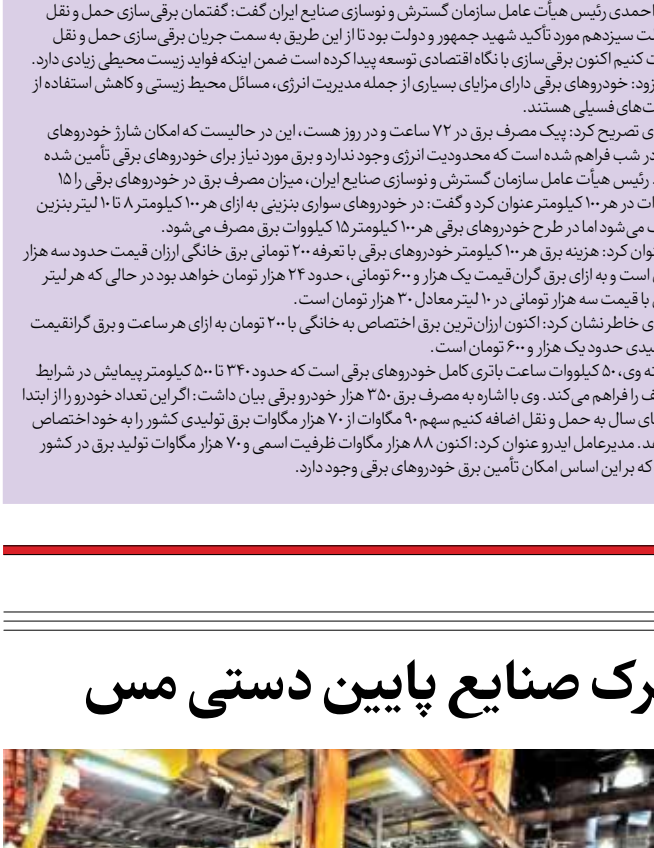 احمدی رئیس هیأت عامل سازمان گسترش و نوسازی صنایع ایران گفت: گفتمان برقی‌سازی حمل و نقل
سیزدهم مورد تأکید شهید جمهور و دولت بود تا از این طریق به سمت جریان برقی‌سازی حمل و نقل
کنیم اکنون برقی‌سازی با نگاه اقتصادی توسعه پیدا کرده است ضمن اینکه فواید زیست محیطی زیادی دارد.
خودروهای برقی دارای مزایای بسیاری از جمله مدیریت انرژی، مسائل محیط زیستی و کاهش استفاده از
فسیلی هستند.
تصریح کرد: پیک مصرف برق در ۷۲ ساعت و در روز هست، این در حالیست که امکان شارژ خودروهای
در شب فراهم شده است که محدودیت انرژی وجود ندارد و برق مورد نیاز برای خودروهای برقی تأمین شده
رئیس هیأت عامل سازمان گسترش و نوسازی صنایع ایران، میزان مصرف برق در خودروهای برقی را ۱۵
در هر ۱۰۰ کیلومتر عنوان کرد و گفت: در خودروهای سواری بنزینی به ازای هر ۱۰۰ کیلومتر ۸ تا ۱۰ لیتر بنزین
می‌شود اما در طرح خودروهای برقی هر ۱۰۰ کیلومتر ۱۵ کیلووات برق مصرف می‌شود.
کرد: هزینه برق هر ۱۰۰ کیلومتر خودروهای برقی با تعرفه ۲۰۰ تومانی برق خانگی ارزان قیمت حدود سه هزار
است و به ازای برق گران‌قیمت یک هزار و ۶۰۰ تومانی، حدود ۲۴ هزار تومان خواهد بود در حالی که هر لیتر
با قیمت سه هزار تومانی در ۱۰ لیتر معادل ۳۰ هزار تومان است.
خاطر نشان کرد: اکنون ارزان‌ترین برق اختصاص به خانگی با ۲۰۰ تومان به ازای هر ساعت و برق گرانقیمت
حدود یک هزار و ۶۰۰ تومان است.
وی، ۵۰ کیلووات ساعت باتری کامل خودروهای برقی است که حدود ۳۴۰ تا ۵۰۰ کیلومتر پیمایش در شرایط
را فراهم می‌کند. وی با اشاره به مصرف برق ۳۵۰ هزار خودرو برقی بیان داشت: اگر این تعداد خودرو را از ابتدا
سال به حمل و نقل اضافه کنیم سهم ۹۰ مگاوات از ۷۰ هزار مگاوات برق تولیدی کشور را به خود اختصاص
مدیرعامل ایدرو عنوان کرد: اکنون ۸۸ هزار مگاوات ظرفیت اسمی و ۷۰ هزار مگاوات تولید برق در کشور
که بر این اساس امکان تأمین برق خودروهای برقی وجود دارد.
صنایع پایین دستی مس